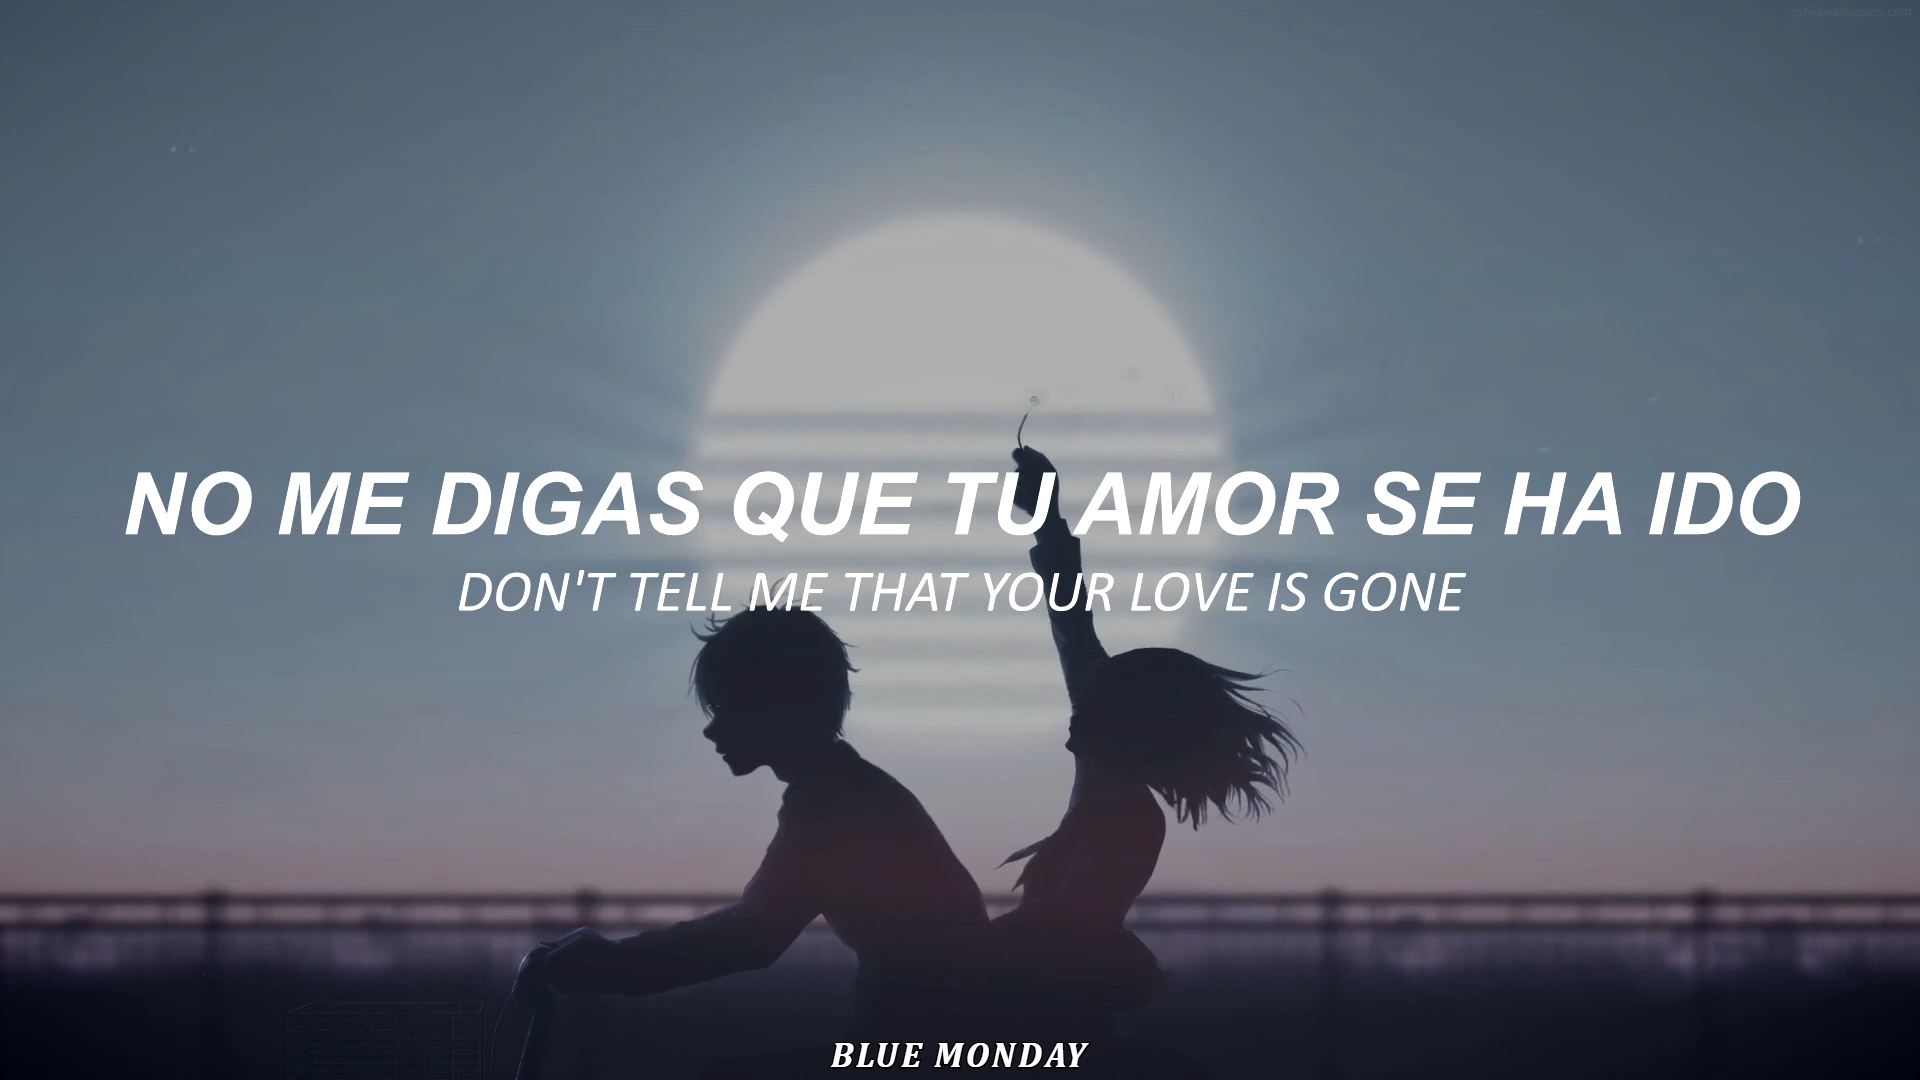 NO ME DIGAS QUE TU AMOR SE HA IDO
DON'T TELL ME THAT YOUR LOVE IS GONE
BLUE MONDAY